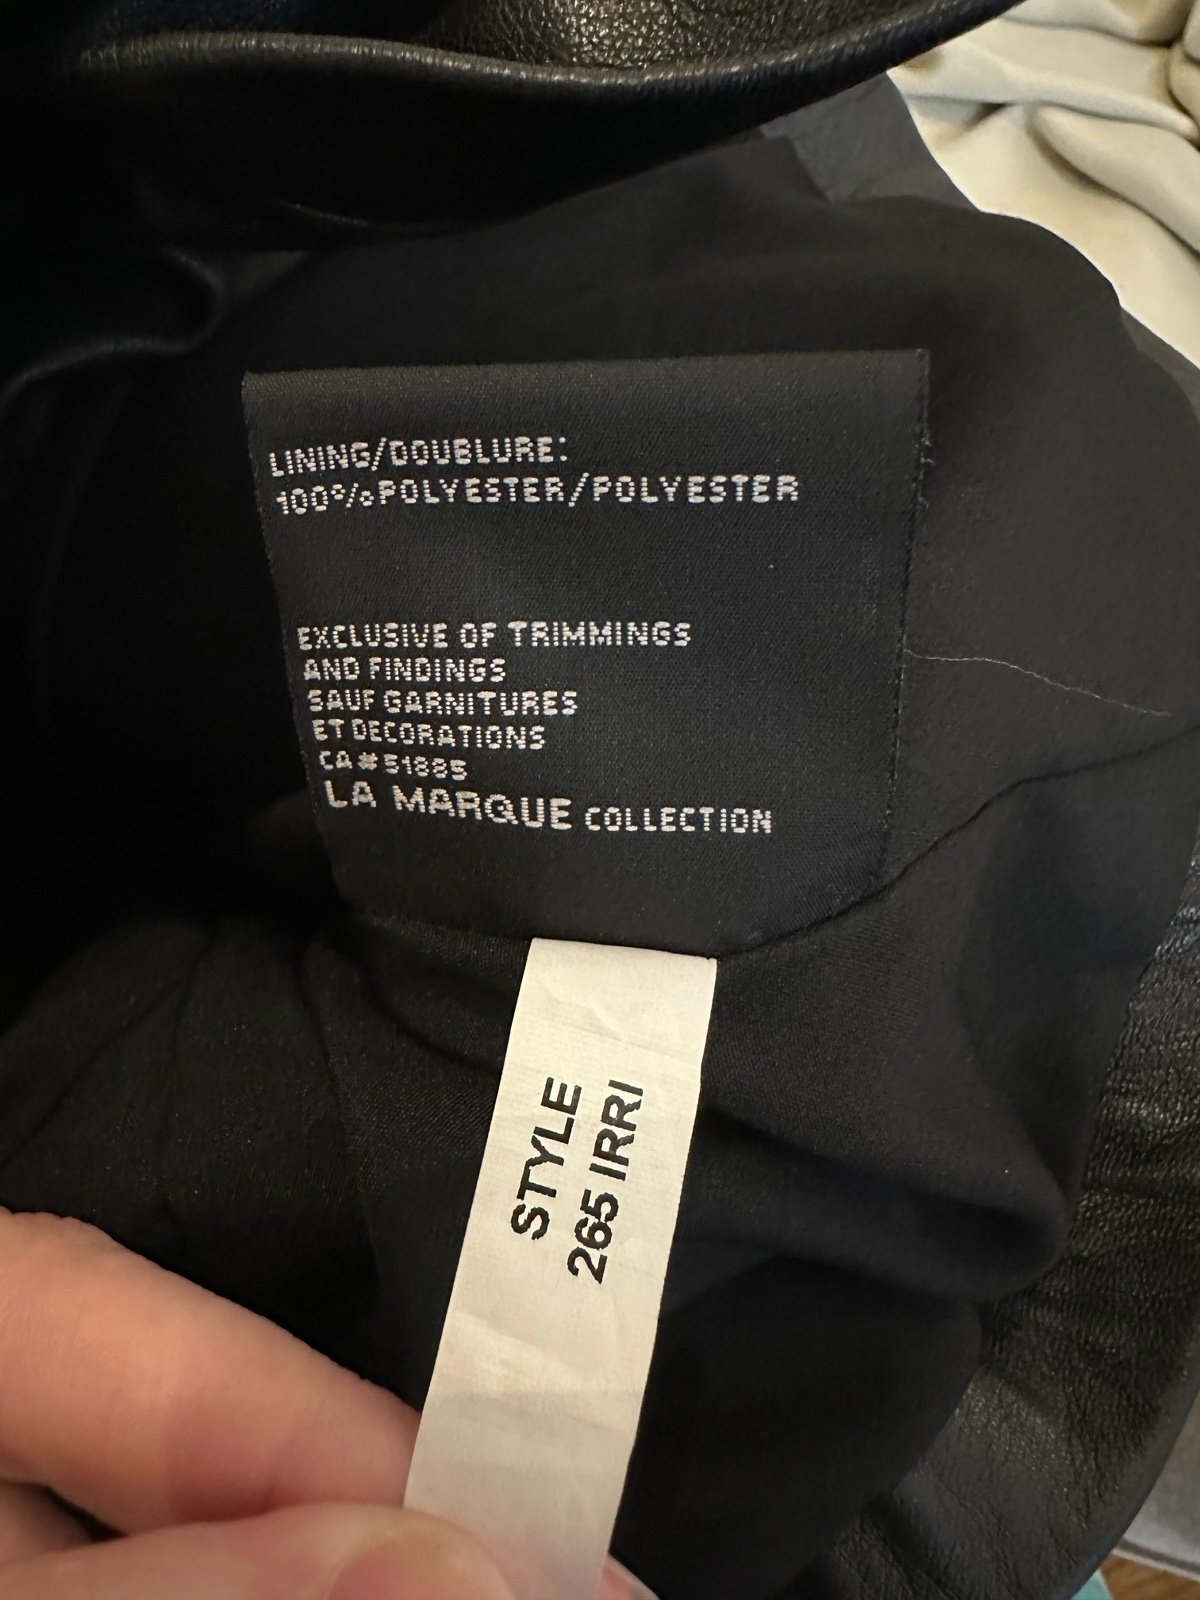 LINING/DOUBLURE:
100%POLYESTER/POLYESTER
EXCLUSIVE OF TRIMMINGS
AND FINDINGS
SAUF GARNITURES
ET DECORATIONS
CA#51885
LA MARQUE COLLECTION
STYLE
265 IRRI